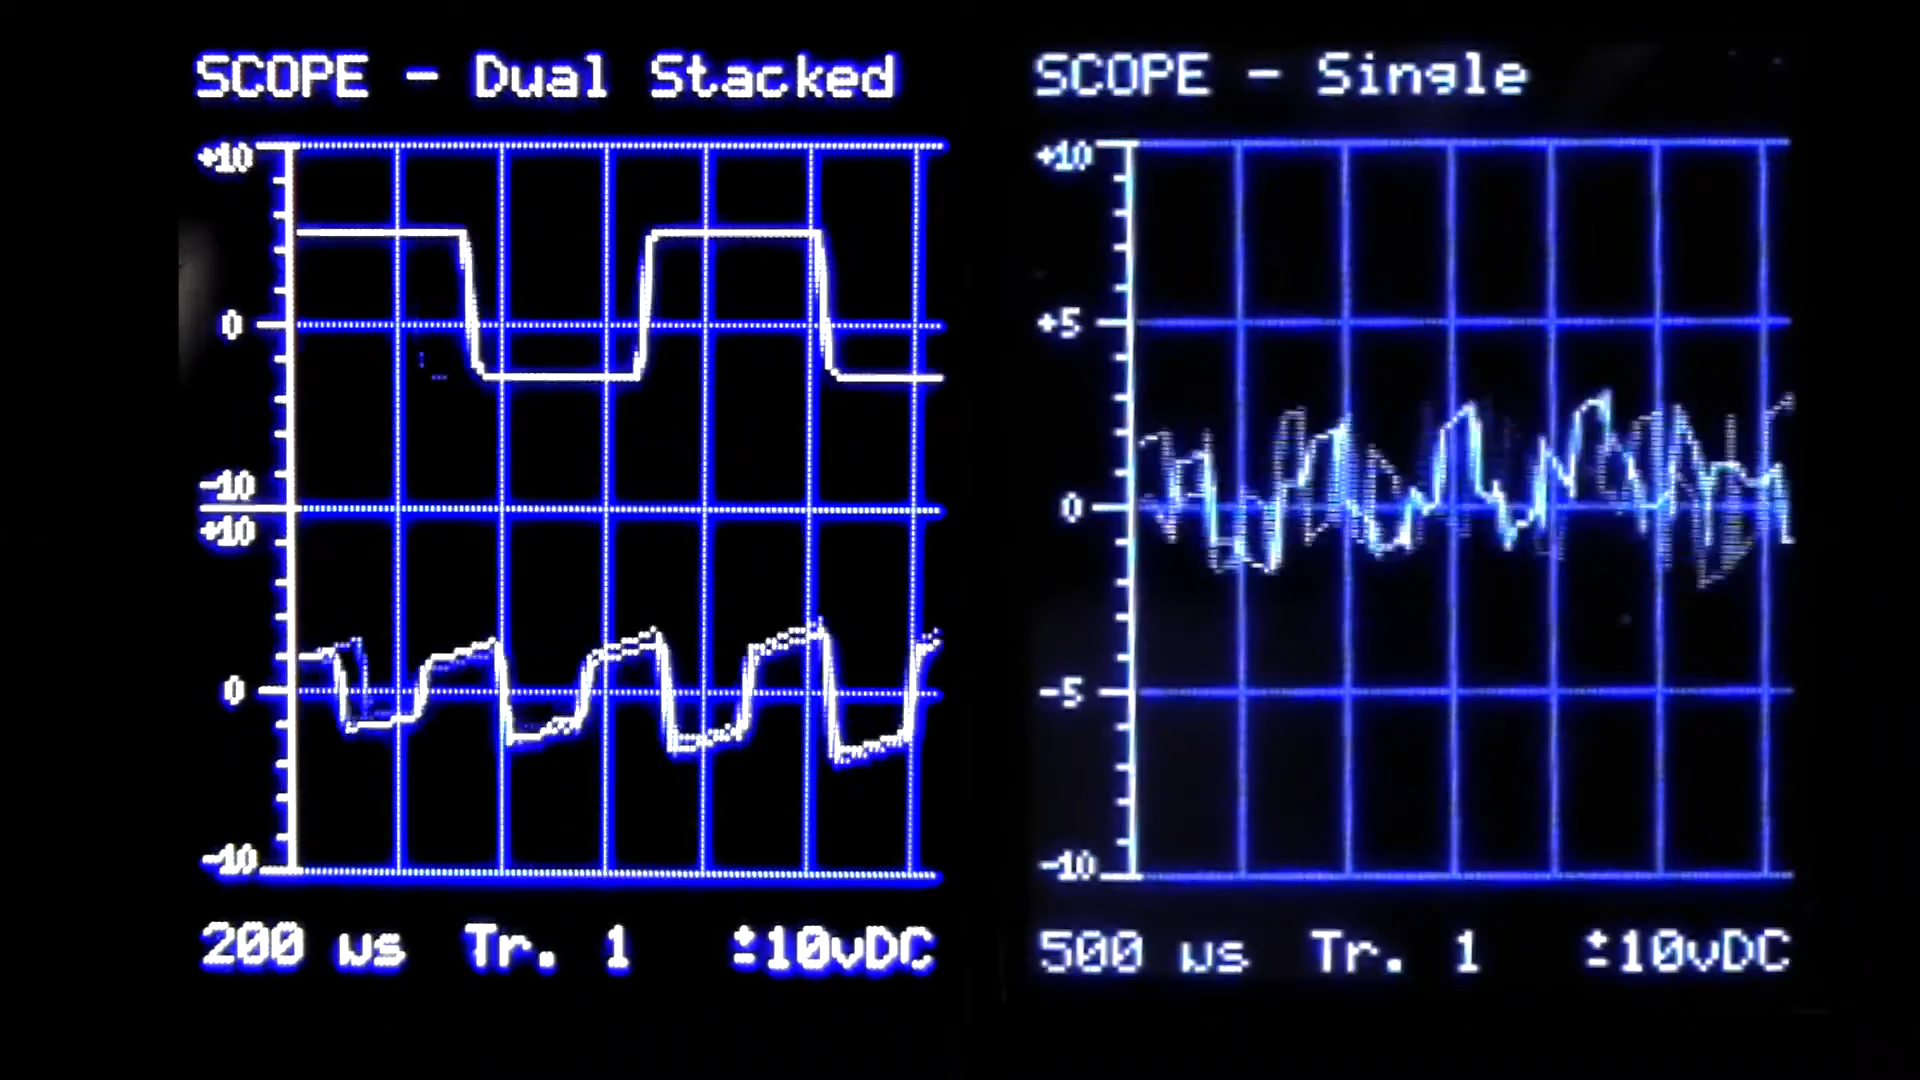 SCOPE - Dual Stacked
+10
0
-10
+10
0
-10
200 us Tr. 1 ±10vDC
SCOPE - Single
+10
+5
0
-5
-10
500 us Tr. 1 ±10vDC